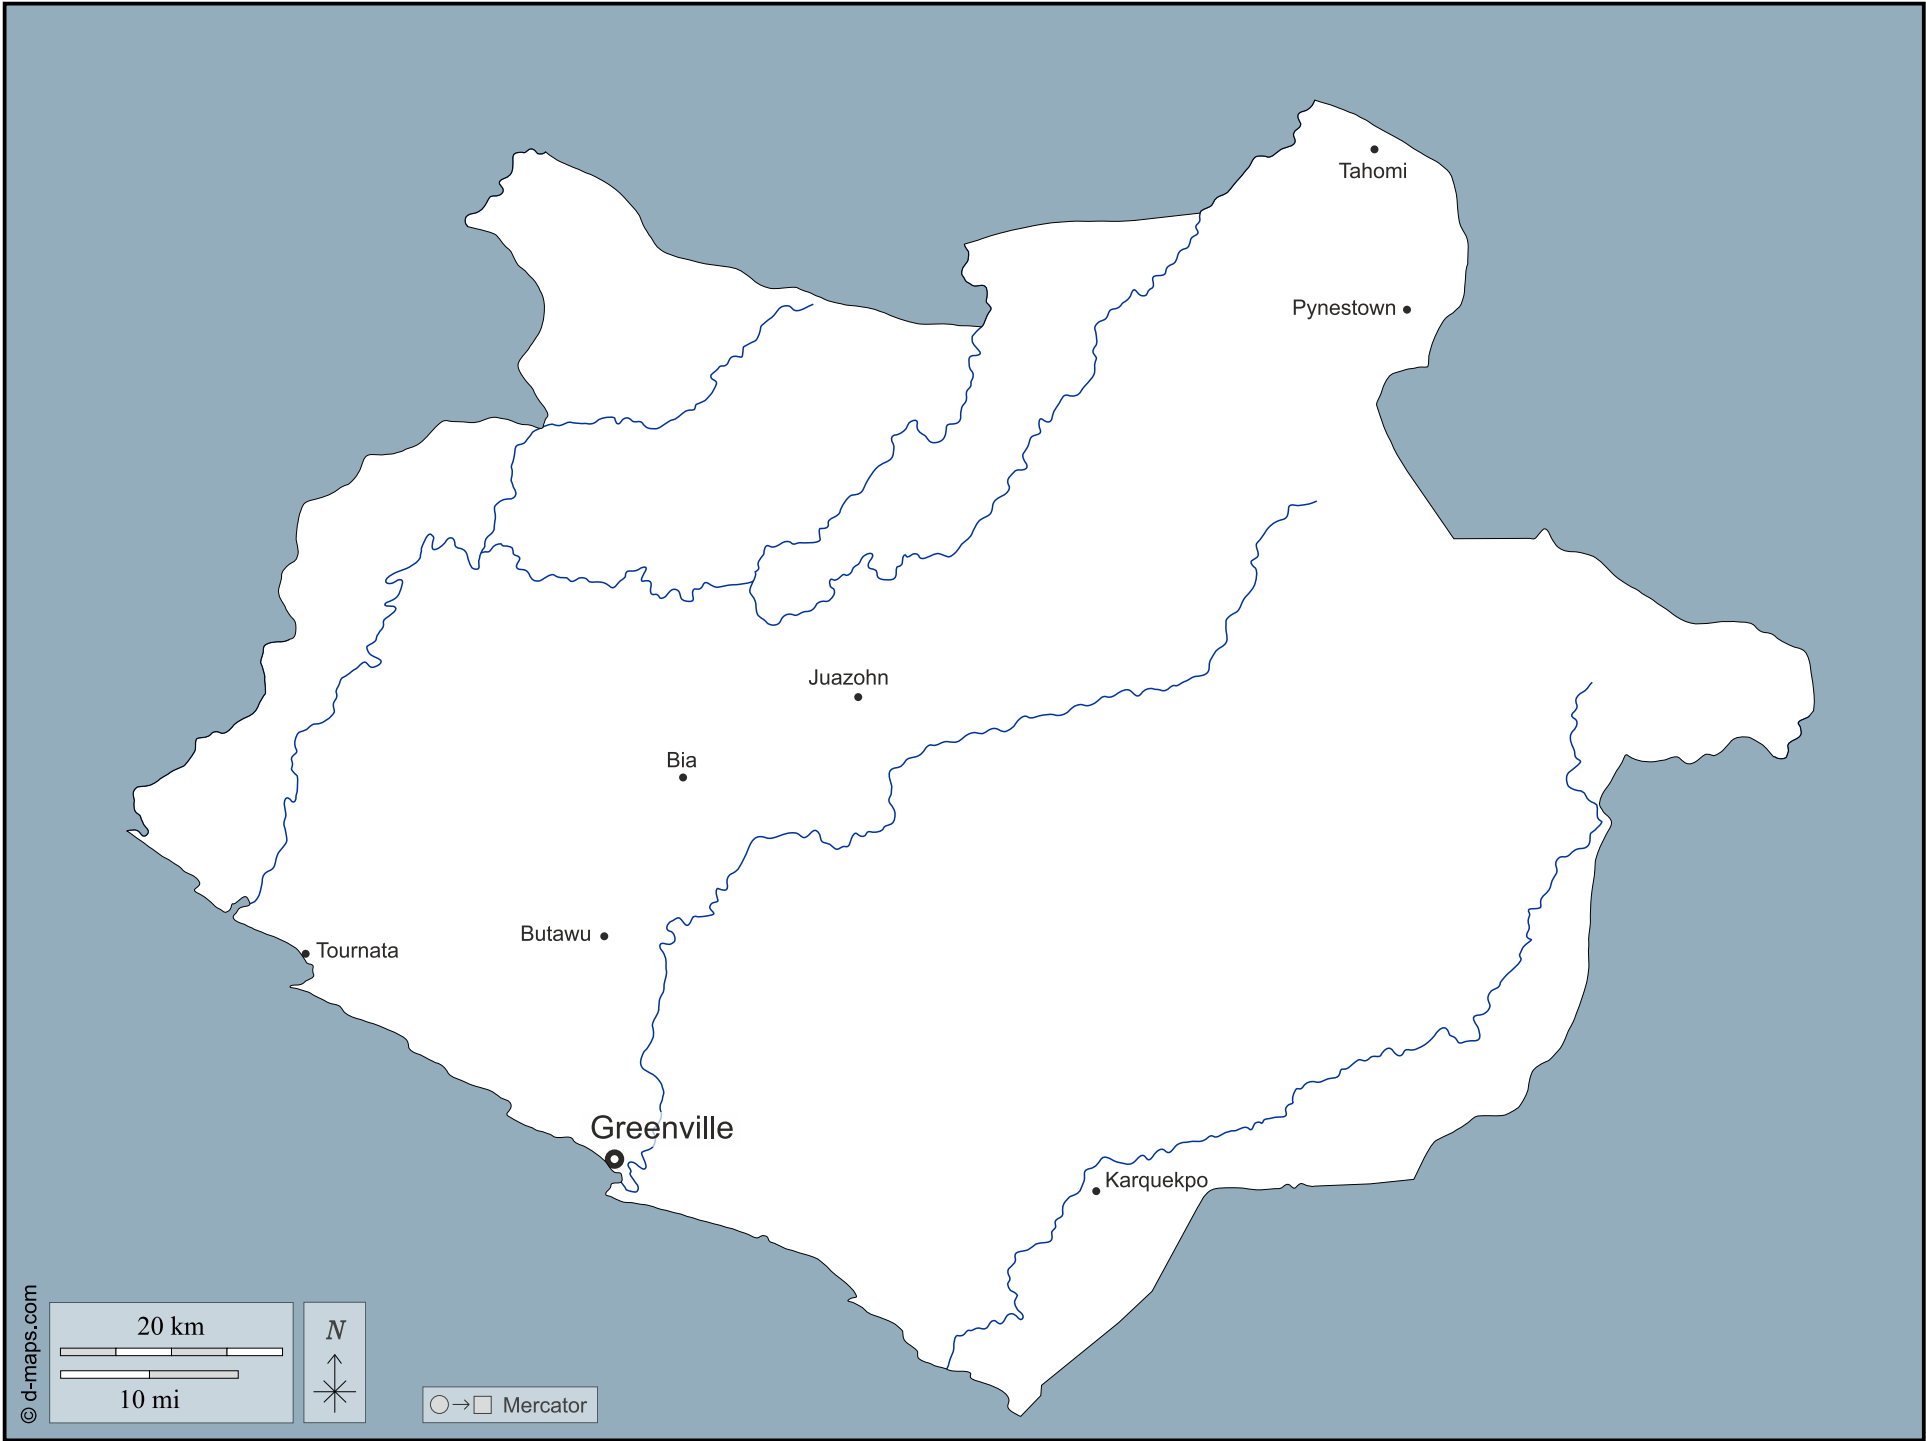 Tahomi
Pynestown
Juazohn
Bia
Butawu
Tournata
Greenville
Karquekpo
© d-maps.com
20 km
10 mi
N
Mercator